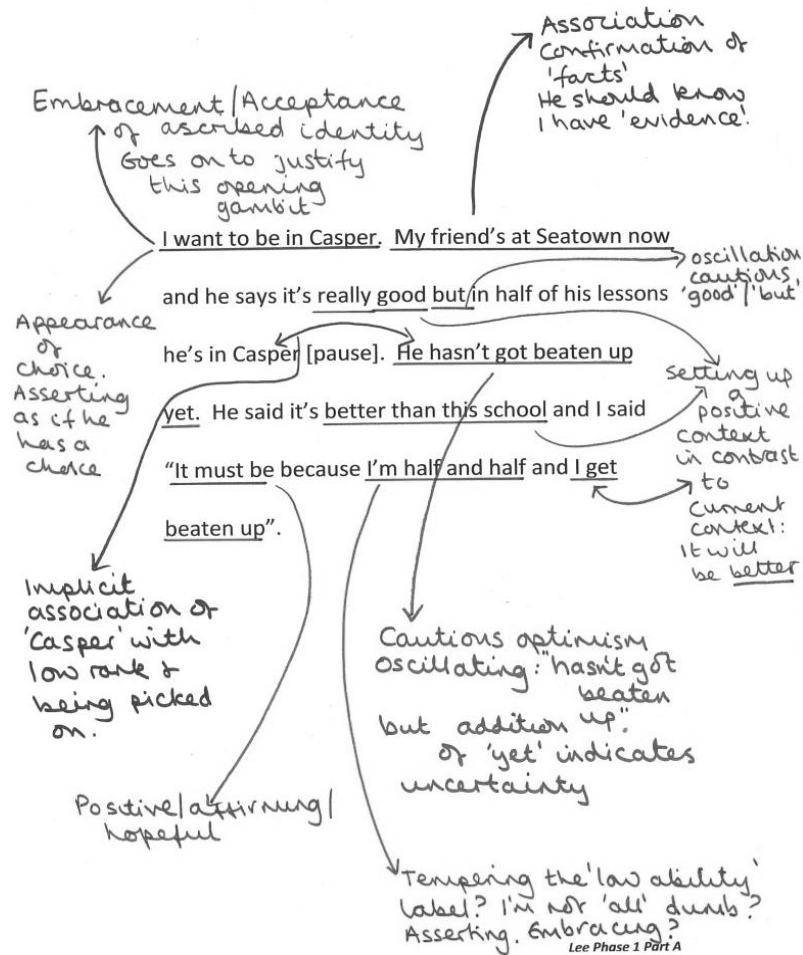 Association
Confirmation of
'facts'
He should know
I have 'evidence'.
Embracement/Acceptance
of ascribed identity
Goes on to justify
this opening
gambit
I want to be in Casper. My friend's at Seatown now
and he says it's really good but in half of his lessons
he's in Casper [pause]. He hasn't got beaten up
yet. He said it's better than this school and I said
“It must be because I'm half and half and I get
beaten up”.
oscillation
cautious
'good'/'but'
Appearance
of
choice.
Asserting
as if he
has a
choice
setting up
a
positive
context
in contrast
to
current
context:
It will
be better
Implicit
association of
'Casper' with
low rank &
being picked
on.
Cautious optimism
oscillating: "hasn't got
beaten
up".
but addition
of 'yet' indicates
uncertainty
Positive/affirming/
hopeful
Tempering the 'low ability'
label? I'm not 'all' dumb?
Asserting. Embracing?
Lee Phase 1 Part A